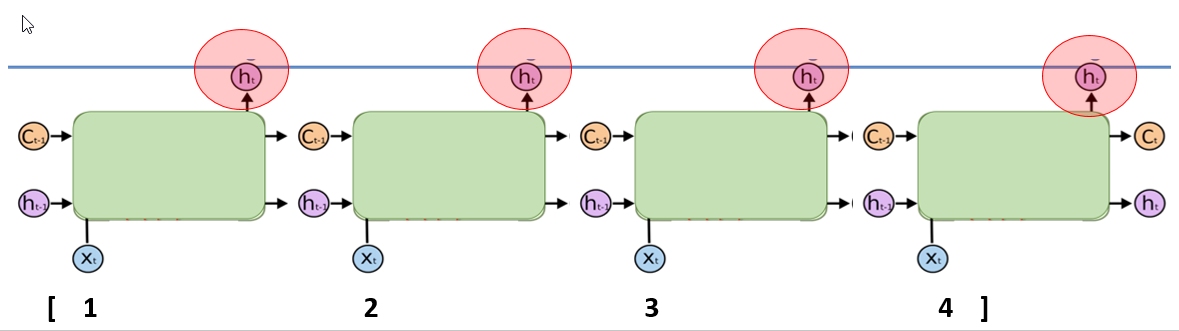 ht ht ht ht
Ct-1 Ct-1 Ct-1 Ct-1 Ct
ht-1 ht-1 ht-1 ht-1 ht
xt xt xt xt
[ 1 2 3 4 ]